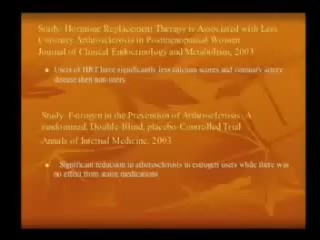 Study: Hormone Replacement Therapy is Associated with Less
Coronary Arthrosclerosis in Postmenopausal Women
Journal of Clinical Endocrinology and Metabolism, 2003
Users of HRT have significantly less calcium scores and coronary artery
disease then non-users
Study: Estrogen in the Prevention of Arthrosclerosis: A
randomized, Double-Blind, placebo-Controlled Trial
Annals of Internal Medicine. 2003
Significant reduction in atherosclerosis in estrogen users while there was
no effect from statin medications